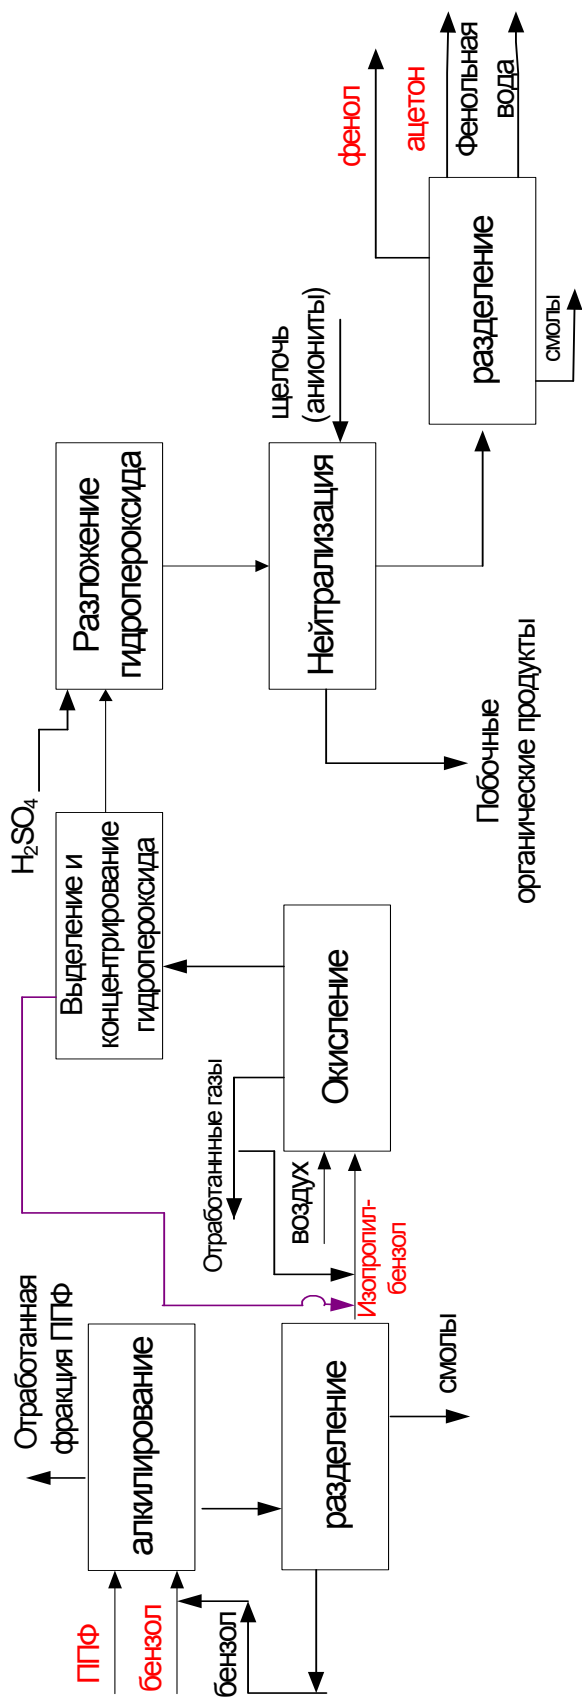 Отработанная
фракция ППФ
ППФ
бензол
бензол
алкилирование
разделение
смолы
Изопропил-
бензол
воздух
Отработаннные газы
Окисление
Выделение и
концентрирование
гидропероксида
H₂SO₄
Разложение
гидропероксида
щелочь
(аниониты)
Нейтрализация
Побочные
органические продукты
разделение
смолы
фенол
ацетон
Фенольная
вода